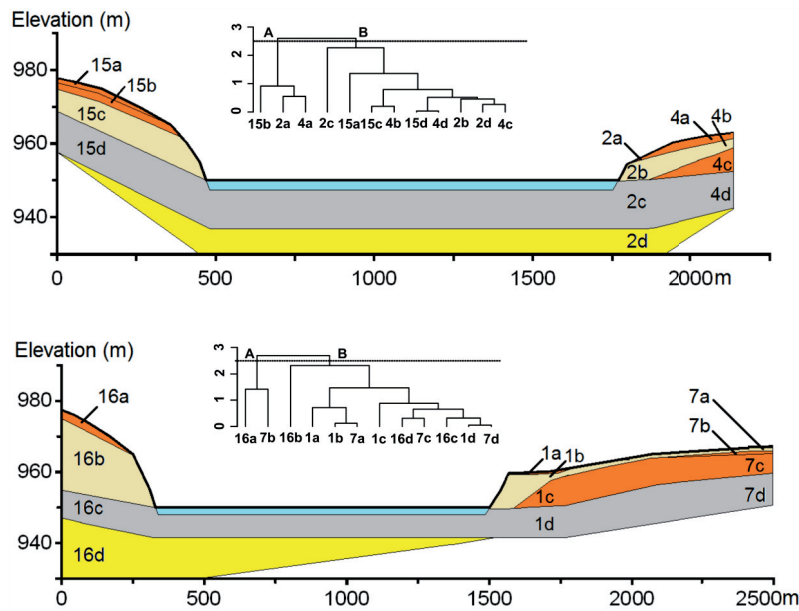 Elevation (m)
980
960
940
15a
15b
15c
15d
3
2
1
0
A
B
15b 2a 4a 2c 15a 15c 4b 15d 4d 2b 2d 4c
2a
4a
4b
2b
4c
2c
4d
2d
0 500 1000 1500 2000m
Elevation (m)
980
960
940
16a
16b
16c
16d
3
2
1
0
A
B
16a 7b 16b 1a 1b 7a 1c 16d 7c 16c 1d 7d
7a
7b
1a
1b
7c
1c
7d
1d
0 500 1000 1500 2000 2500m